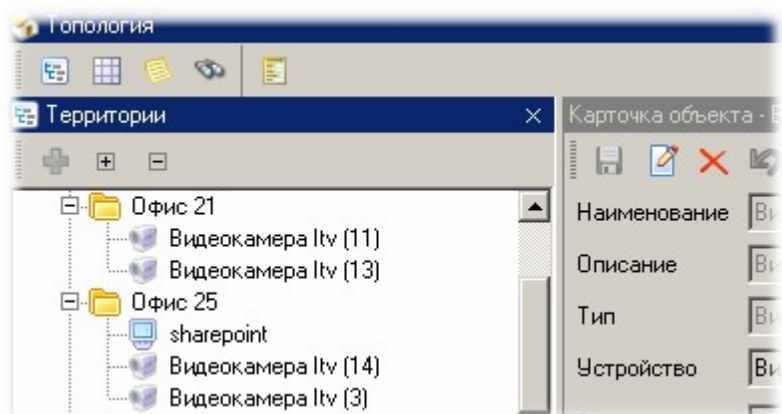 Топология
Территории
Карточка объекта -
Офис 21
Видеокамера Itv (11)
Видеокамера Itv (13)
Офис 25
sharepoint
Видеокамера Itv (14)
Видеокамера Itv (3)
Наименование
Описание
Тип
Устройство